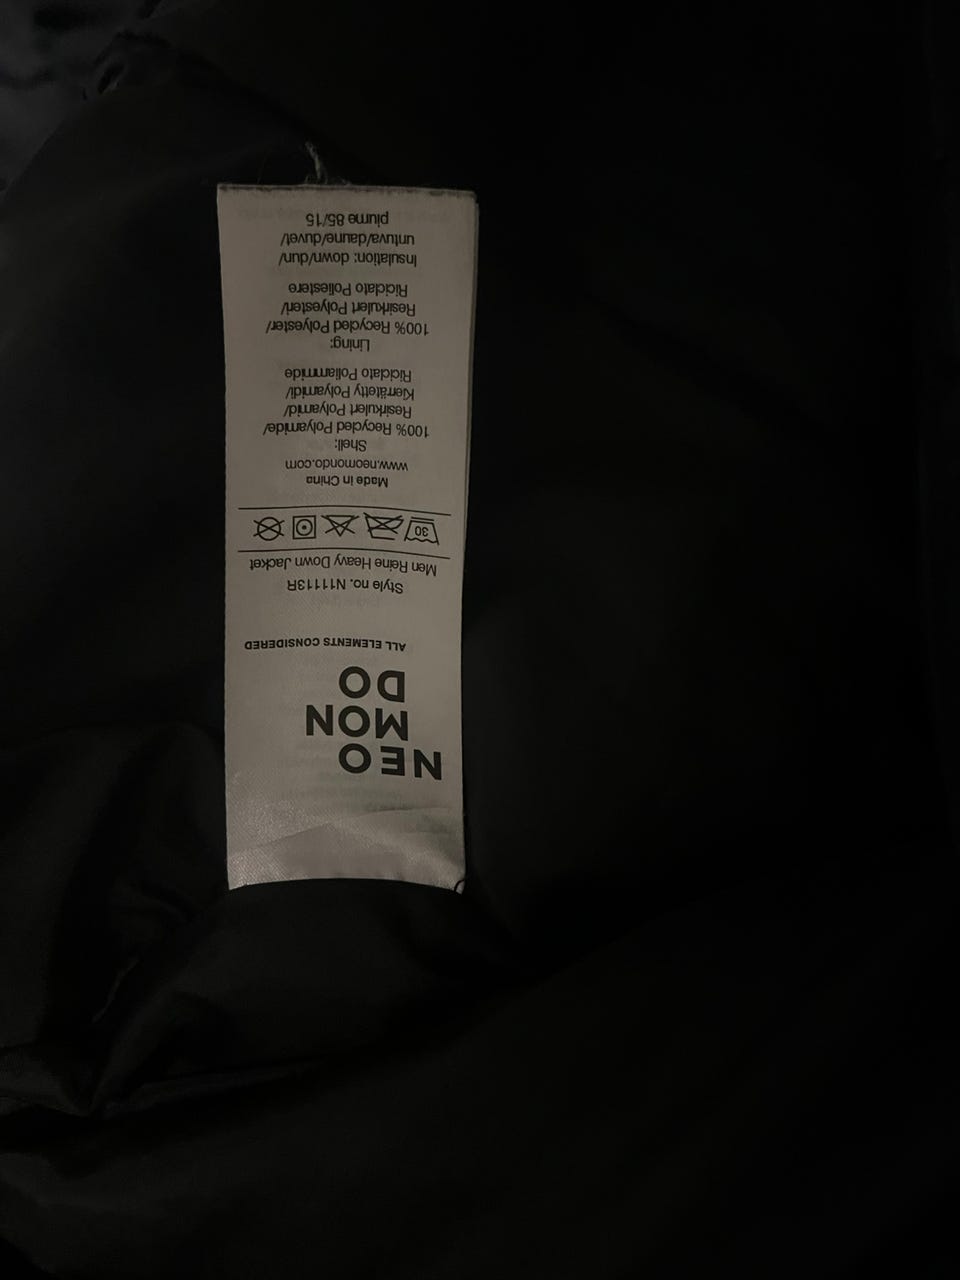 NEO
MON
DO
ALL ELEMENTS CONSIDERED
Style no. N11113R
Men Reine Heavy Down Jacket
30
Made in China
www.neomondo.com
Shell:
100% Recycled Polyamide/
Resirkulert Polyamid/
Kierrätetty Polyamidi/
Riciclato Poliammide
Lining:
100% Recycled Polyester/
Resirkulert Polyester/
Riciclato Poliestere
Insulation: down/dun/
untuva/daune/duvet/
plume 85/15